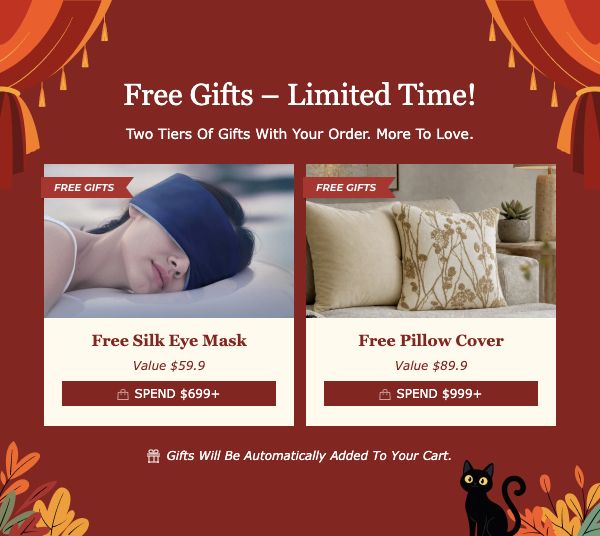 Free Gifts – Limited Time!
Two Tiers Of Gifts With Your Order. More To Love.
FREE GIFTS
Free Silk Eye Mask
Value $59.9
SPEND $699+
FREE GIFTS
Free Pillow Cover
Value $89.9
SPEND $999+
Gifts Will Be Automatically Added To Your Cart.